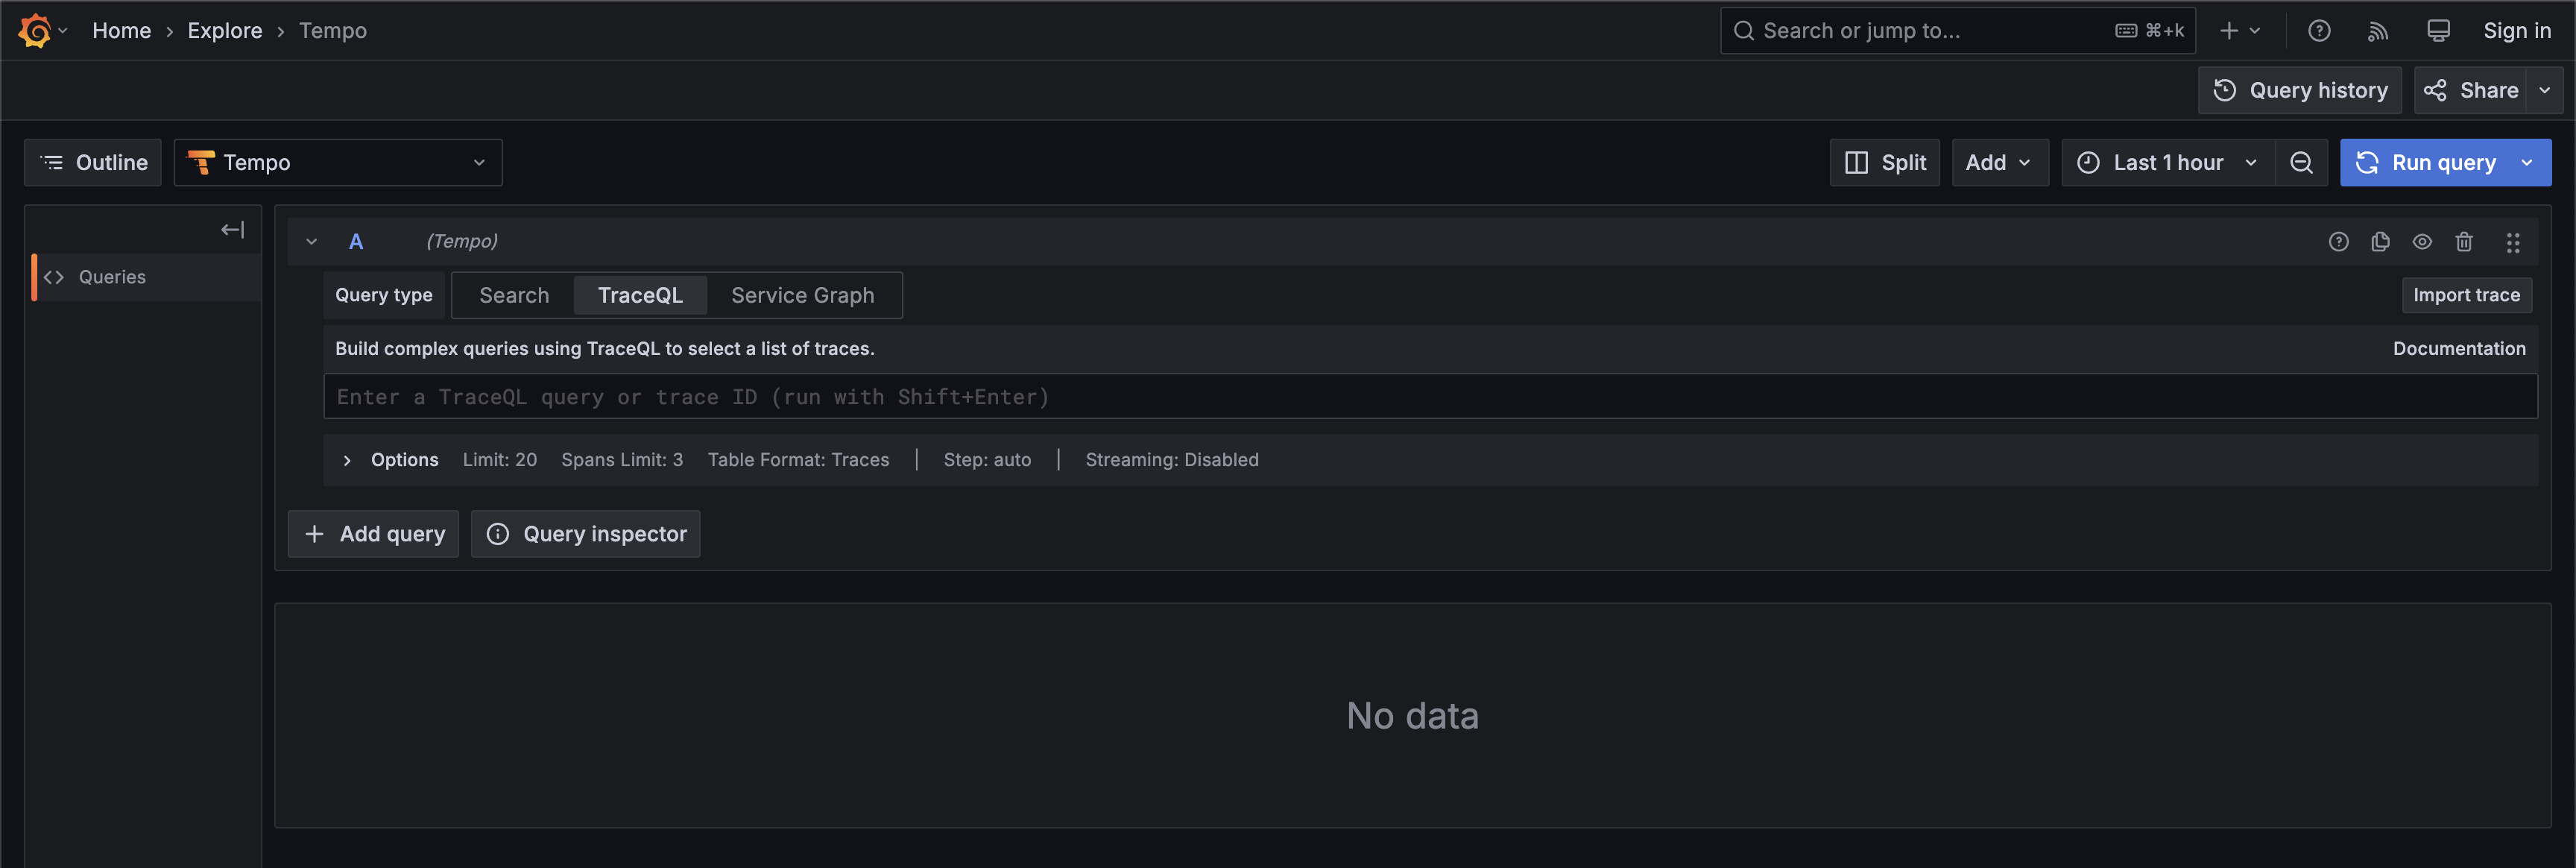 Home › Explore › Tempo
Search or jump to... ⌘+k
Sign in
Query history
Share
Outline
Tempo
Split
Add
Last 1 hour
Run query
Queries
A (Tempo)
Query type Search TraceQL Service Graph
Import trace
Build complex queries using TraceQL to select a list of traces.
Documentation
Enter a TraceQL query or trace ID (run with Shift+Enter)
Options Limit: 20 Spans Limit: 3 Table Format: Traces | Step: auto | Streaming: Disabled
+ Add query
Query inspector
No data